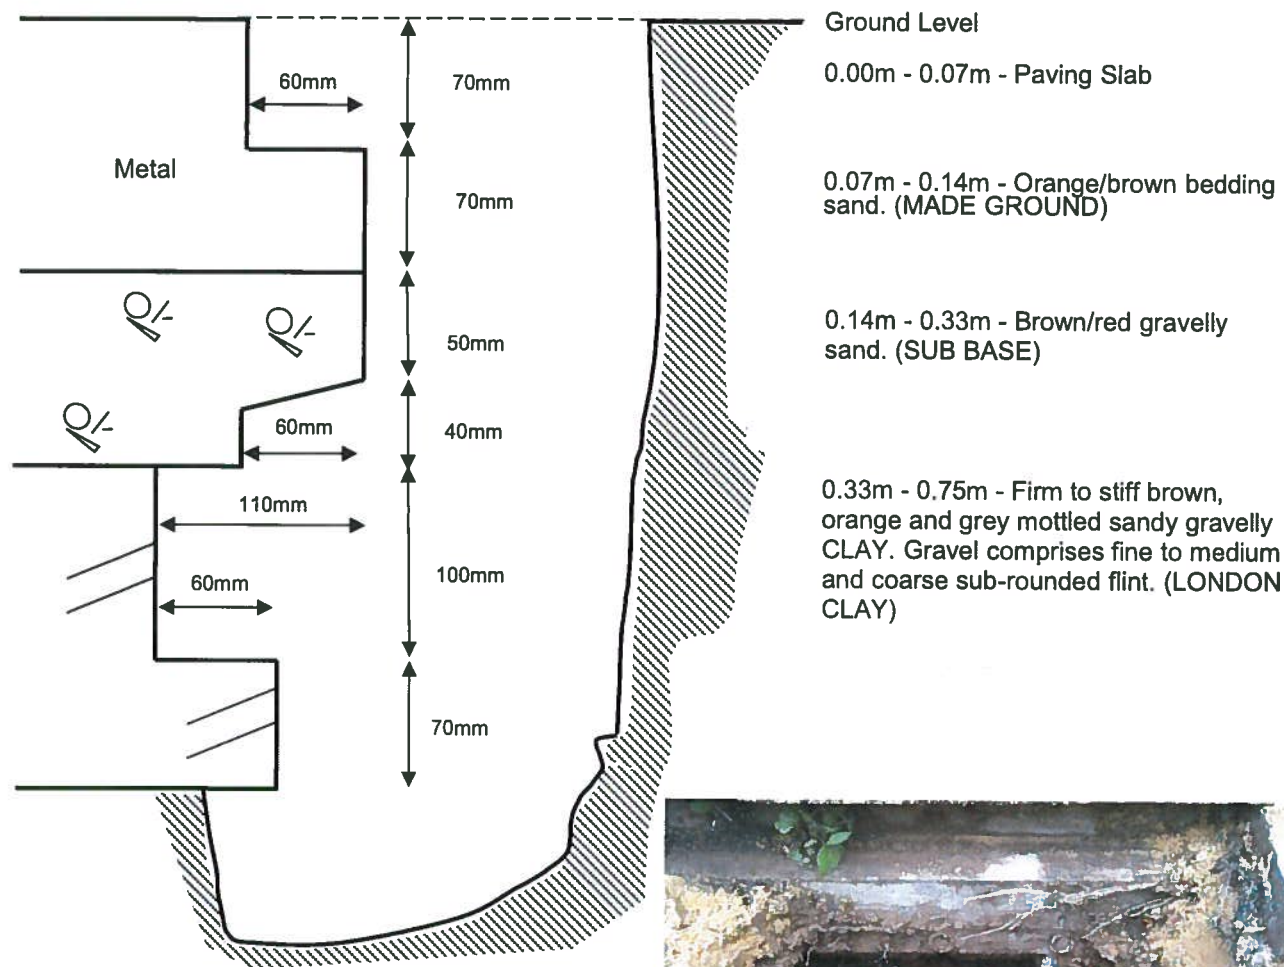 Ground Level
0.00m - 0.07m - Paving Slab
60mm
70mm
Metal
0.07m - 0.14m - Orange/brown bedding
sand. (MADE GROUND)
70mm
0.14m - 0.33m - Brown/red gravelly
sand. (SUB BASE)
50mm
60mm
40mm
0.33m - 0.75m - Firm to stiff brown,
orange and grey mottled sandy gravelly
CLAY. Gravel comprises fine to medium
and coarse sub-rounded flint. (LONDON
CLAY)
110mm
100mm
60mm
70mm